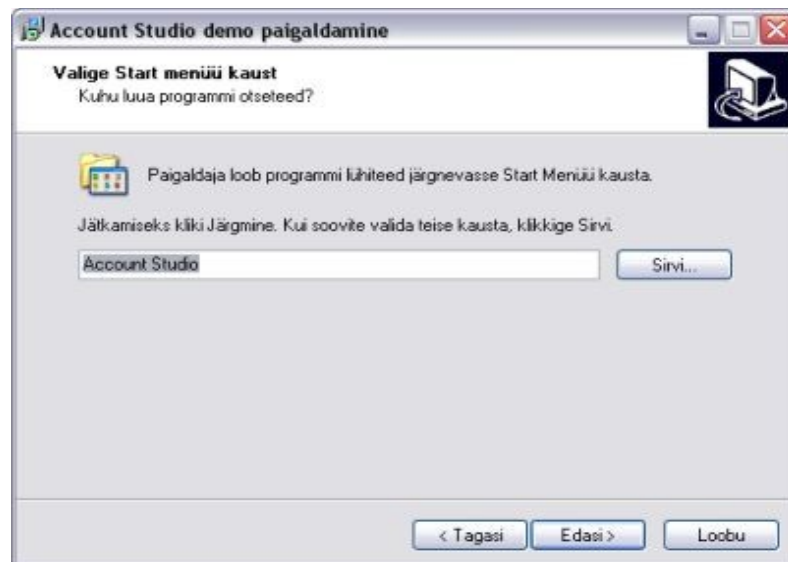 Account Studio demo paigaldamine
Valige Start menüü kaust
Kuhu luua programmi otseteed?
Paigaldaja loob programmi lühiteed järgnevasse Start Menüü kausta.
Jätkamiseks kliki Järgmine. Kui soovite valida teise kausta, klikkige Sirvi.
Account Studio
Sirvi...
< Tagasi
Edasi >
Loobu